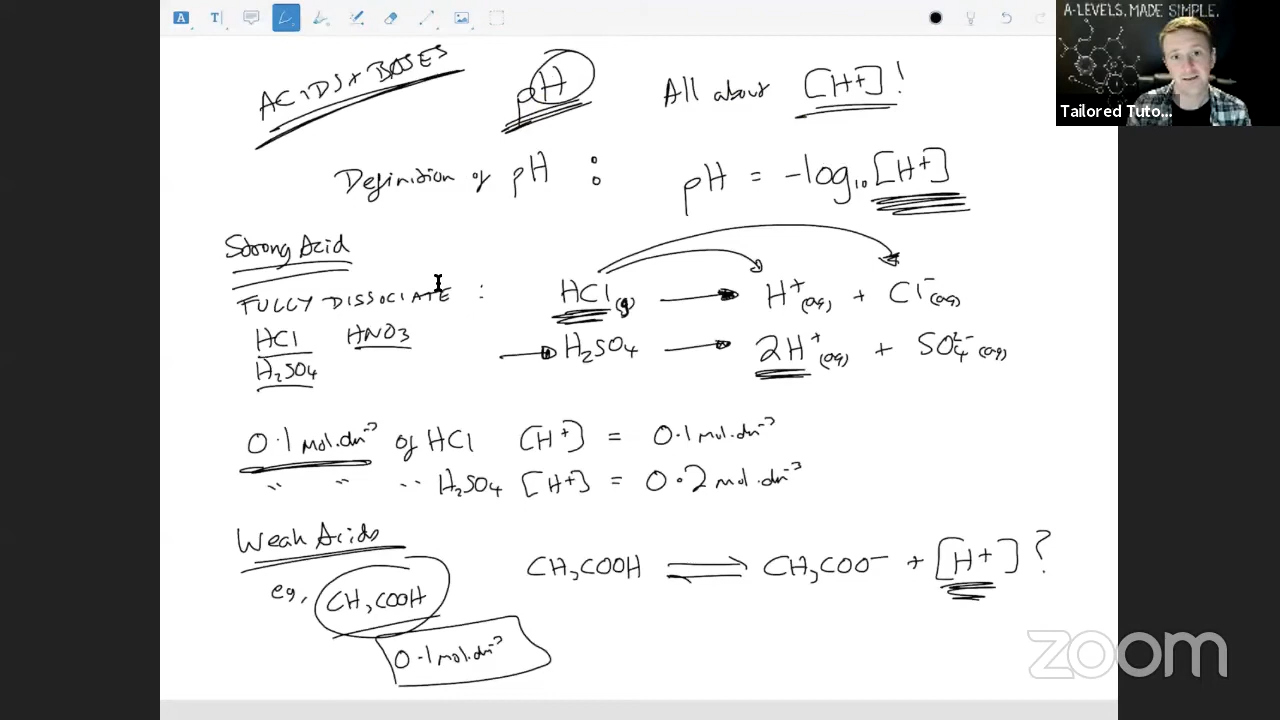 A-LEVELS. MADE SIMPLE.
Tailored Tuto...
ACIDS + BASES pH All about [H+] !
Definition of pH : pH = -log₁₀ [H+]
Strong Acid
FULLY DISSOCIATE : HCl(g) → H⁺(aq) + Cl⁻(aq)
HCl HNO3
→ H₂SO₄ → 2H⁺(aq) + SO₄²⁻(aq)
H₂SO₄
0.1 mol.dm⁻³ of HCl [H+] = 0.1 mol.dm⁻³
" " " H₂SO₄ [H+] = 0.2 mol.dm⁻³
Weak Acids
CH₃COOH ⇌ CH₃COO⁻ + [H+] ?
eg, CH₃COOH
0.1 mol.dm⁻³
zoom